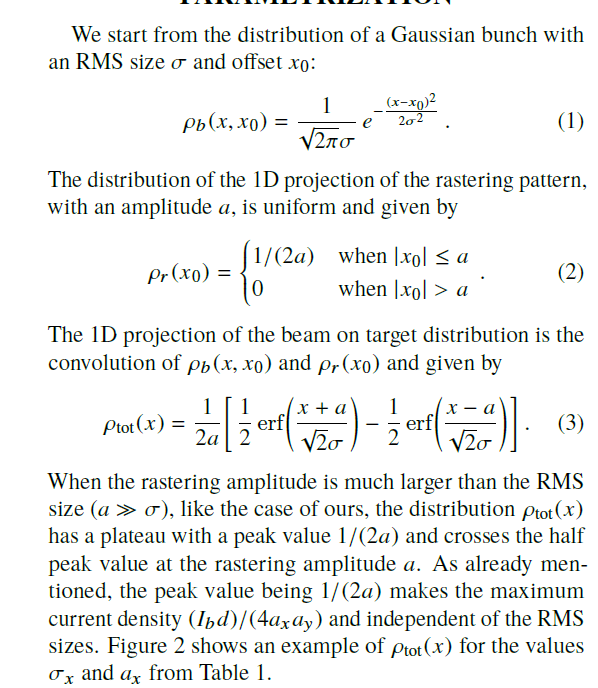 PARAMETRIZATION
We start from the distribution of a Gaussian bunch with
an RMS size σ and offset x₀:
ρ_b(x, x₀) = 1/(√(2π)σ) e^{−(x−x₀)²/(2σ²)} . (1)
The distribution of the 1D projection of the rastering pattern,
with an amplitude a, is uniform and given by
ρ_r(x₀) = { 1/(2a) when |x₀| ≤ a
0 when |x₀| > a . (2)
The 1D projection of the beam on target distribution is the
convolution of ρ_b(x, x₀) and ρ_r(x₀) and given by
ρ_tot(x) = 1/(2a) [ 1/2 erf( (x + a)/(√2σ) ) − 1/2 erf( (x − a)/(√2σ) ) ] . (3)
When the rastering amplitude is much larger than the RMS
size (a ≫ σ), like the case of ours, the distribution ρ_tot(x)
has a plateau with a peak value 1/(2a) and crosses the half
peak value at the rastering amplitude a. As already men-
tioned, the peak value being 1/(2a) makes the maximum
current density (I_b d)/(4a_x a_y) and independent of the RMS
sizes. Figure 2 shows an example of ρ_tot(x) for the values
σ_x and a_x from Table 1.